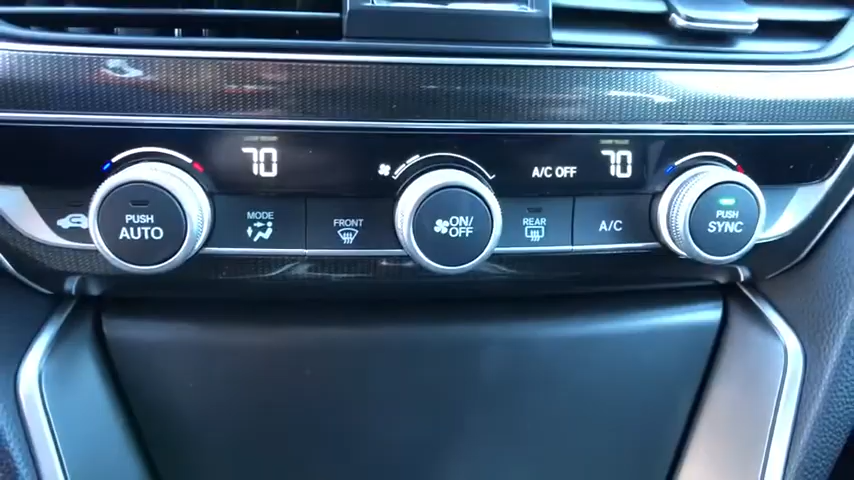 70
A/C OFF
70
PUSH
AUTO
MODE
FRONT
ON/
OFF
REAR
A/C
PUSH
SYNC